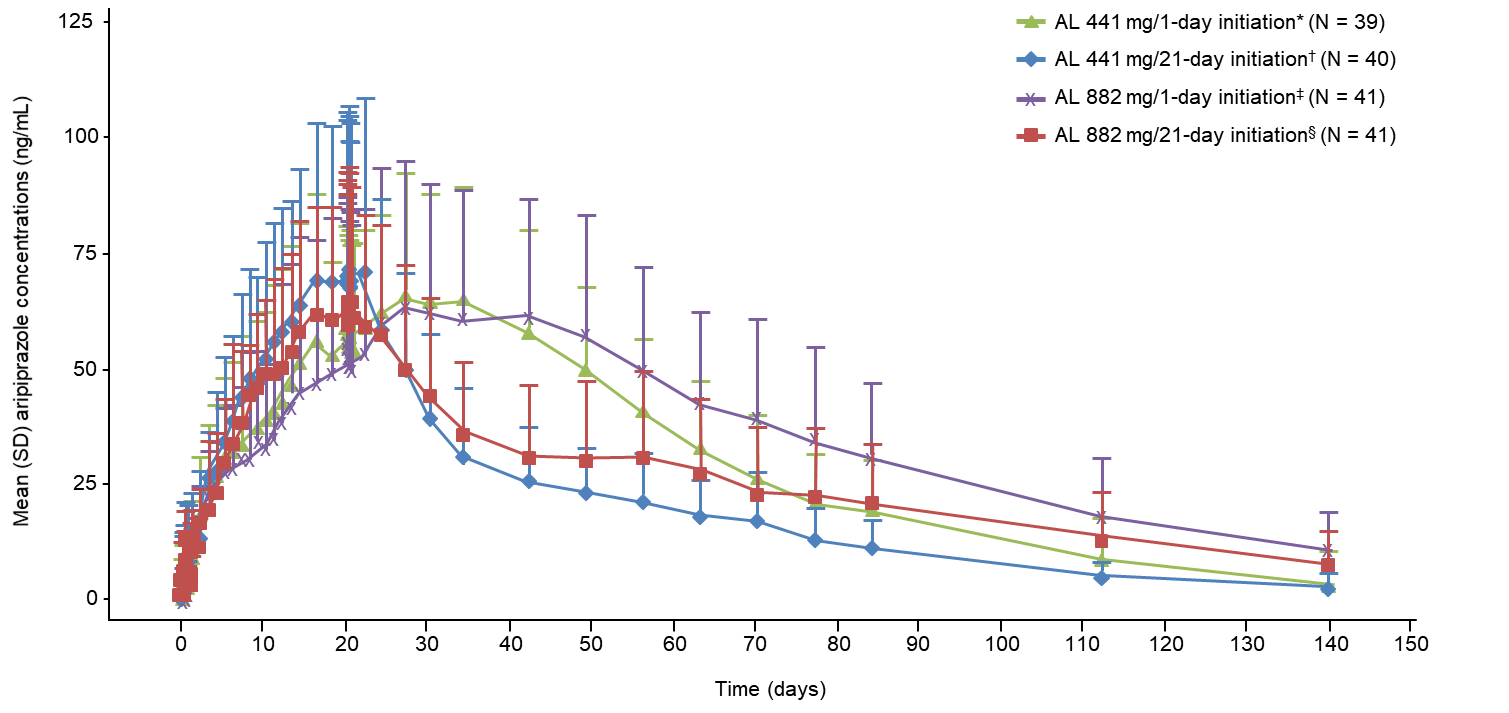 AL 441 mg/1-day initiation* (N = 39)
AL 441 mg/21-day initiation† (N = 40)
AL 882 mg/1-day initiation‡ (N = 41)
AL 882 mg/21-day initiation§ (N = 41)
Mean (SD) aripiprazole concentrations (ng/mL)
125
100
75
50
25
0
0 10 20 30 40 50 60 70 80 90 100 110 120 130 140 150
Time (days)